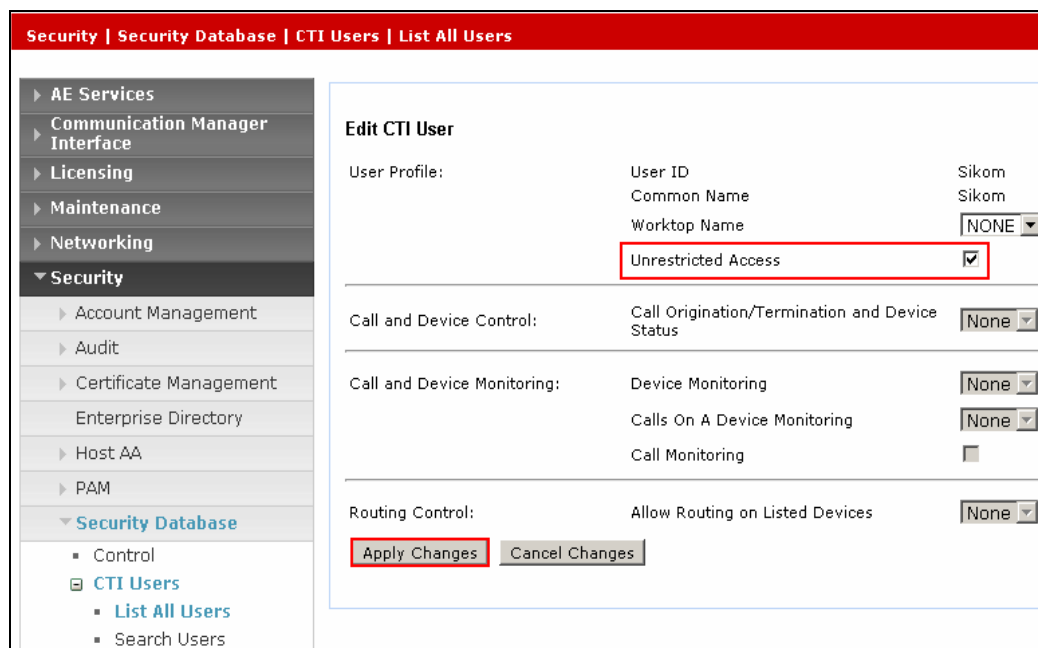 Security | Security Database | CTI Users | List All Users
AE Services
Communication Manager
Interface
Licensing
Maintenance
Networking
Security
Account Management
Audit
Certificate Management
Enterprise Directory
Host AA
PAM
Security Database
Control
CTI Users
List All Users
Search Users
Edit CTI User
User Profile:
User ID Sikom
Common Name Sikom
Worktop Name NONE
Unrestricted Access
Call and Device Control:
Call Origination/Termination and Device
Status
None
Call and Device Monitoring:
Device Monitoring None
Calls On A Device Monitoring None
Call Monitoring
Routing Control:
Allow Routing on Listed Devices None
Apply Changes Cancel Changes